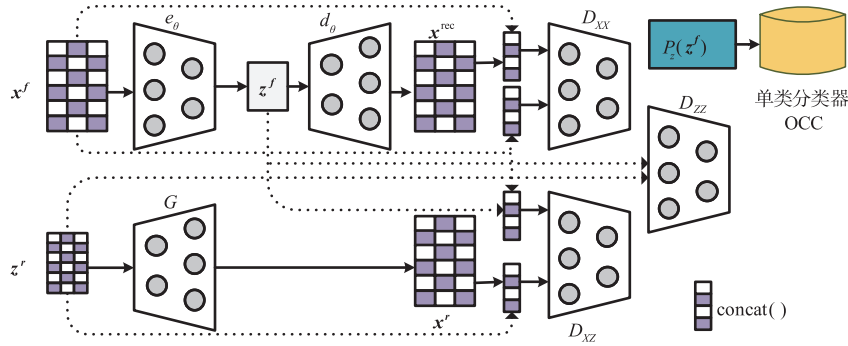 e_θ
d_θ
x^rec
D_XX
P_z(z^f)
x^f
z^f
单类分类器
OCC
D_ZZ
G
z^r
x^r
D_XZ
concat( )